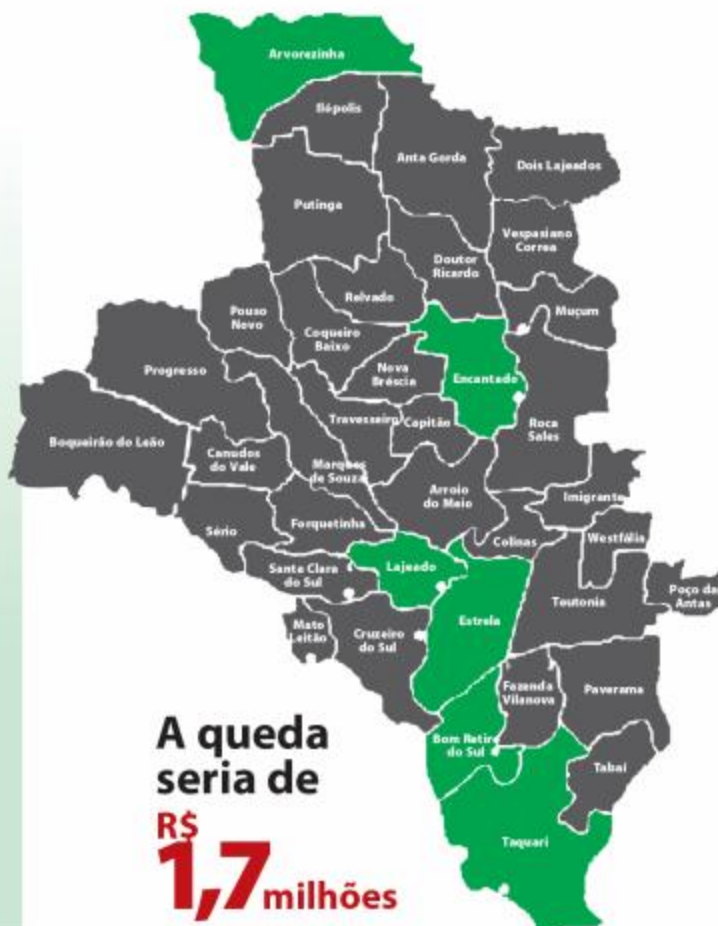 Arvorezinha
Ilópolis
Anta Gorda
Dois Lajeados
Putinga
Vespasiano
Correa
Doutor
Ricardo
Relvado
Pouso
Novo
Muçum
Coqueiro
Baixo
Progresso
Nova
Bréscia
Encantado
Travesseiro
Capitão
Roca
Sales
Boqueirão do Leão
Canudos
do Vale
Marques
de Souza
Arroio
do Meio
Imigrante
Sério
Forquetinha
Colinas
Westfália
Santa Clara
do Sul
Lajeado
Teutonia
Poço das
Antas
Mato
Leitão
Cruzeiro
do Sul
Estrela
Fazenda
Vilanova
Paverama
Bom Retiro
do Sul
Tabaí
Taquari
A queda
seria de
R$
1,7 milhões